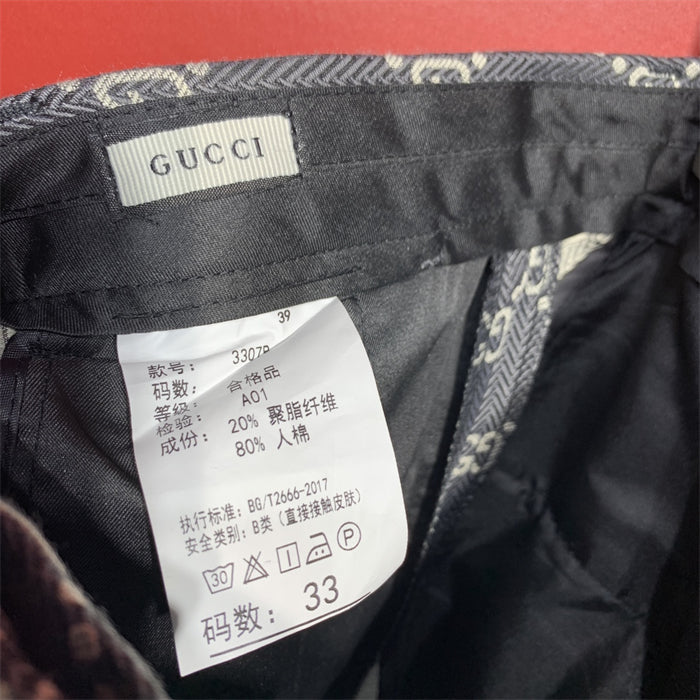 GUCCI
39
款号: 3307B
码数:
等级: 合格品
检验: A01
成份: 20% 聚脂纤维
80% 人棉
执行标准: BG/T2666-2017
安全类别: B类（直接接触皮肤）
30 P
码数: 33